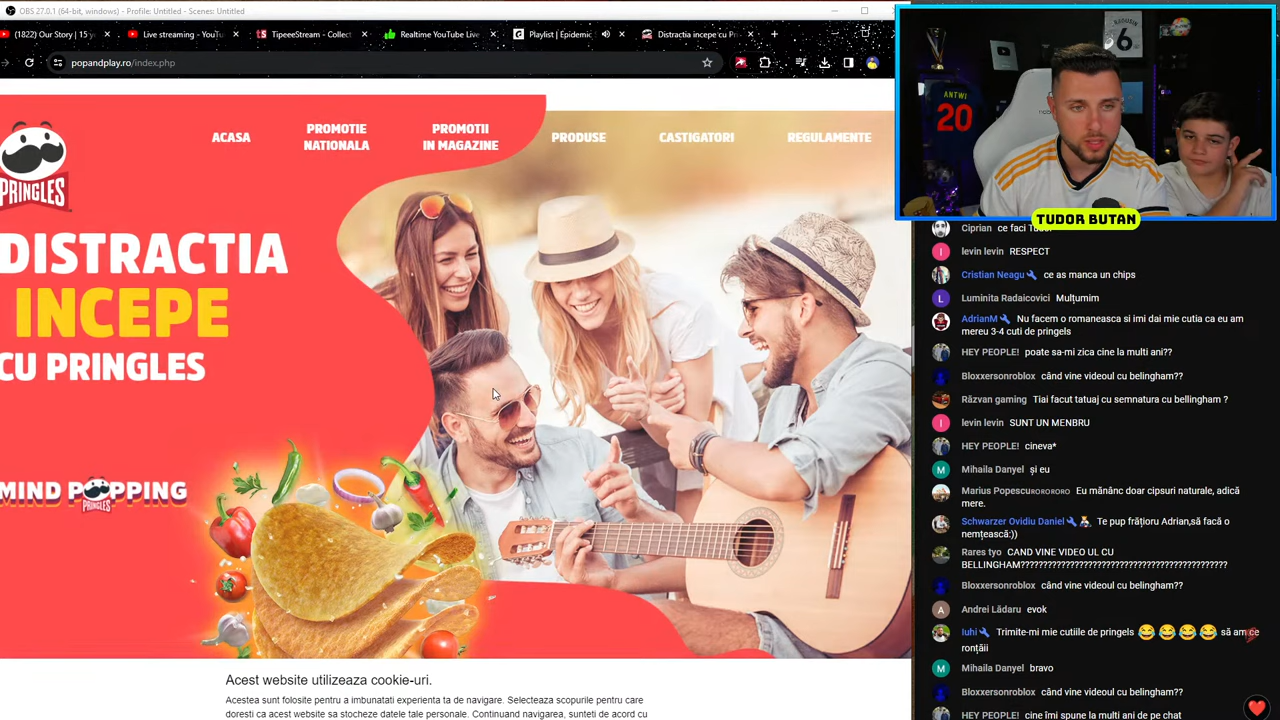 OBS 27.0.1 (64-bit, windows) - Profile: Untitled - Scenes: Untitled
(1822) Our Story | 15 y
Live streaming - YouTu
TipeeeStream - Collect
Realtime YouTube Live
Playlist | Epidemic
Distractia incepe cu Pr
popandplay.ro/index.php
ACASA
PROMOTIE
NATIONALA
PROMOTII
IN MAGAZINE
PRODUSE
CASTIGATORI
REGULAMENTE
PRINGLES
DISTRACTIA
INCEPE
CU PRINGLES
MIND POPPING
PRINGLES
Acest website utilizeaza cookie-uri.
Acestea sunt folosite pentru a imbunatati experienta ta de navigare. Selecteaza scopurile pentru care
doresti ca acest website sa stocheze datele tale personale. Continuand navigarea, sunteti de acord cu
ANTWI
20
6
TUDOR BUTAN
Ciprian ce faci Tudor
levin levin RESPECT
Cristian Neagu ce as manca un chips
Luminita Radaicovici Mulțumim
AdrianM Nu facem o romaneasca si imi dai mie cutia ca eu am
mereu 3-4 cuti de pringels
HEY PEOPLE! poate sa-mi zica cine la multi ani??
Bloxxersonroblox când vine videoul cu belingham??
Răzvan gaming Tiai facut tatuaj cu semnatura cu bellingham ?
levin levin SUNT UN MENBRU
HEY PEOPLE! cineva*
Mihaila Danyel și eu
Marius Popescuʀᴏʀᴏʀᴏʀᴏ Eu mănânc doar cipsuri naturale, adică
mere.
Schwarzer Ovidiu Daniel Te pup frățioru Adrian,să facă o
nemțească:))
Rares tyo CAND VINE VIDEO UL CU
BELLINGHAM??????????????????????????????????????????????
Bloxxersonroblox când vine videoul cu belingham??
Andrei Lădaru evok
Iuhi Trimite-mi mie cutiile de pringels 😂 😂 😂 😂 să am ce
ronțăii
Mihaila Danyel bravo
Bloxxersonroblox când vine videoul cu belingham??
HEY PEOPLE! cine îmi spune la multi ani de pe chat